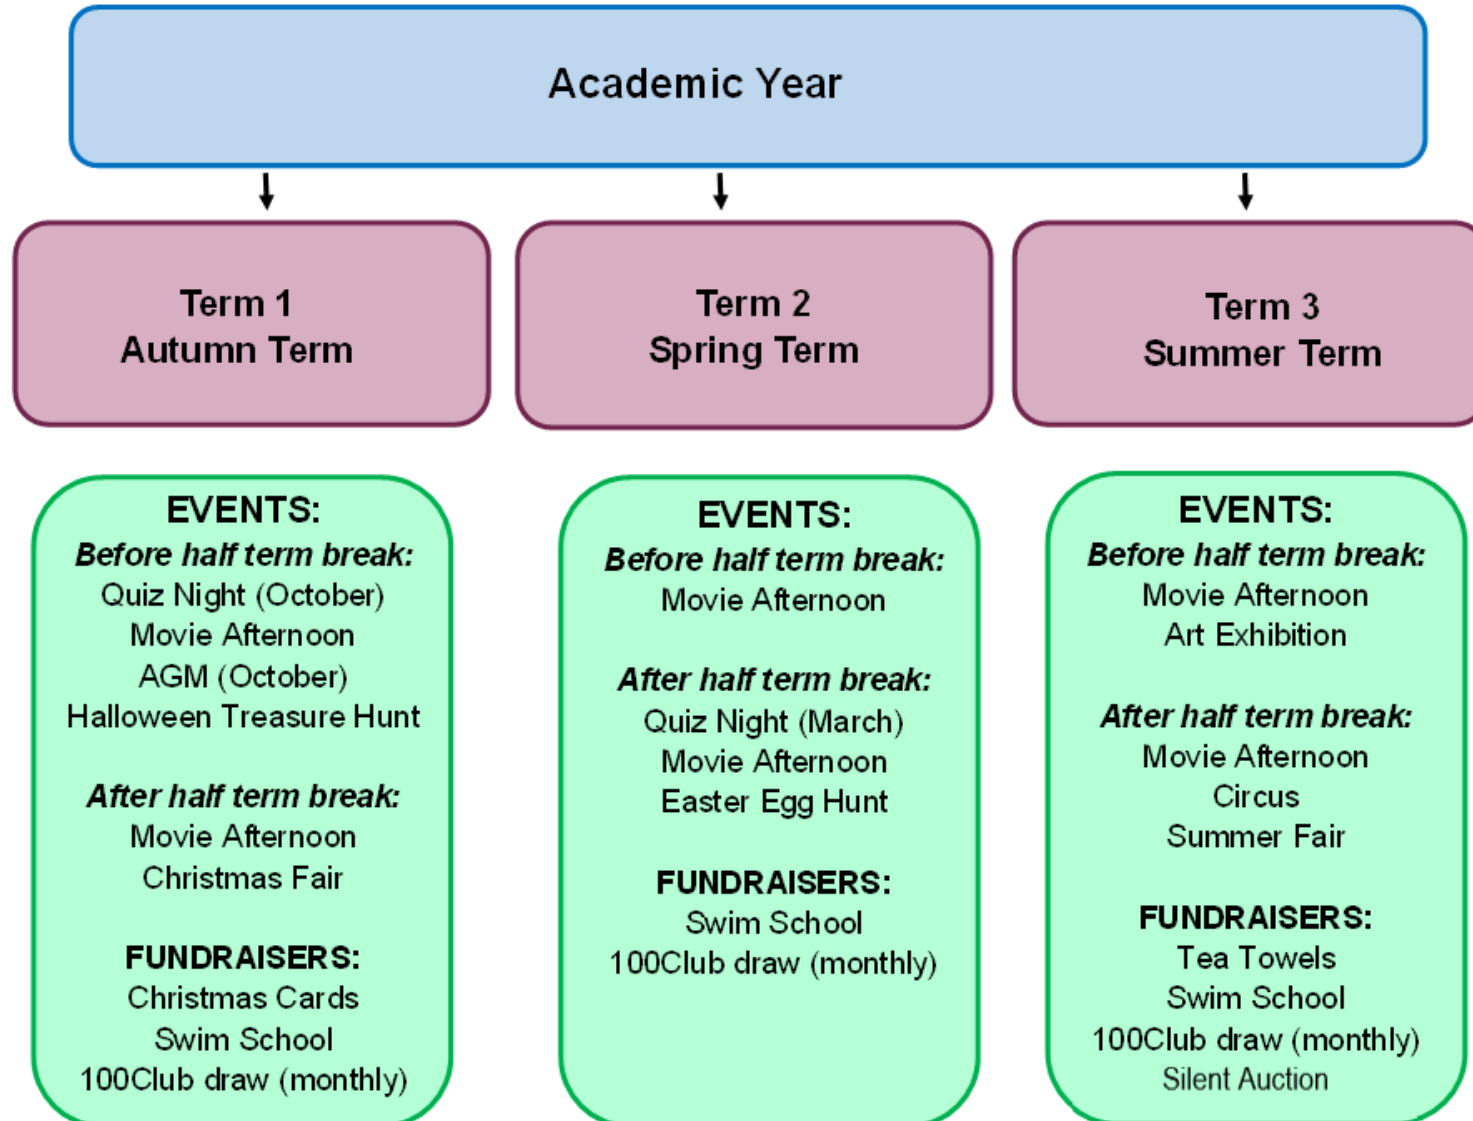 Academic Year
Term 1
Autumn Term
Term 2
Spring Term
Term 3
Summer Term
EVENTS:
Before half term break:
Quiz Night (October)
Movie Afternoon
AGM (October)
Halloween Treasure Hunt
After half term break:
Movie Afternoon
Christmas Fair
FUNDRAISERS:
Christmas Cards
Swim School
100Club draw (monthly)
EVENTS:
Before half term break:
Movie Afternoon
After half term break:
Quiz Night (March)
Movie Afternoon
Easter Egg Hunt
FUNDRAISERS:
Swim School
100Club draw (monthly)
EVENTS:
Before half term break:
Movie Afternoon
Art Exhibition
After half term break:
Movie Afternoon
Circus
Summer Fair
FUNDRAISERS:
Tea Towels
Swim School
100Club draw (monthly)
Silent Auction